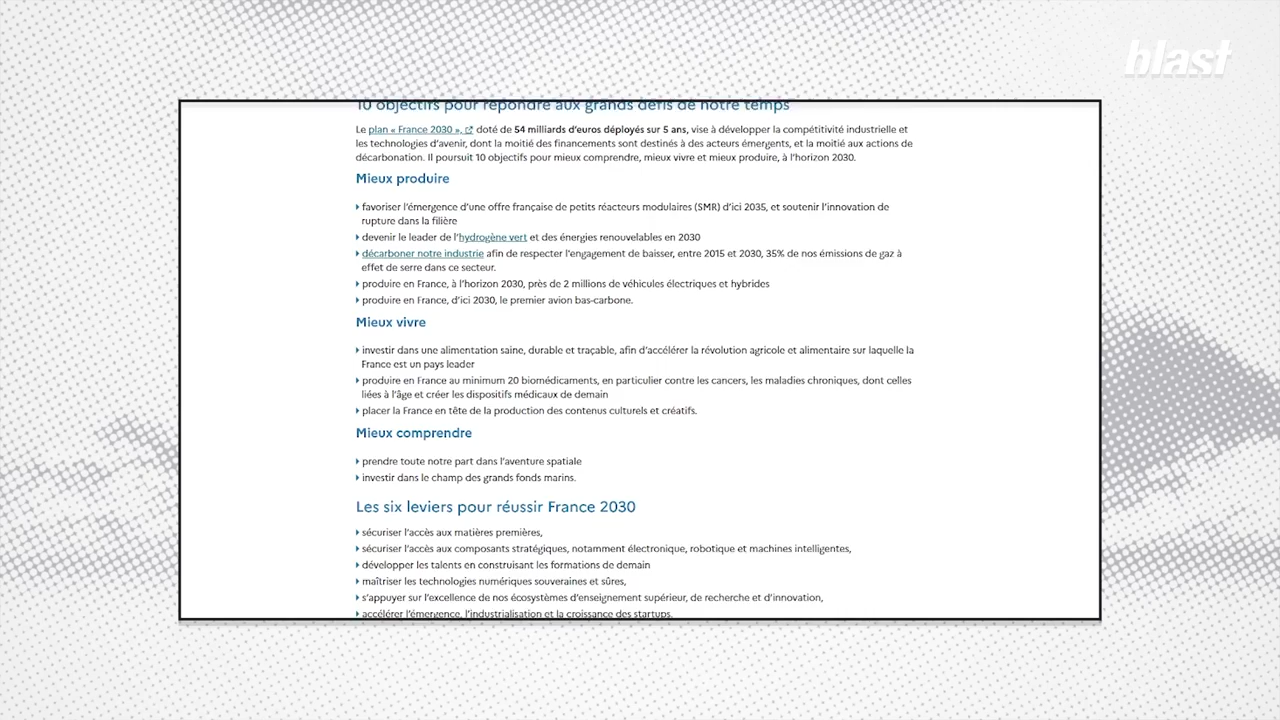 blast
10 objectifs pour répondre aux grands défis de notre temps
Le plan « France 2030 », doté de 54 milliards d'euros déployés sur 5 ans, vise à développer la compétitivité industrielle et
les technologies d'avenir, dont la moitié des financements sont destinés à des acteurs émergents, et la moitié aux actions de
décarbonation. Il poursuit 10 objectifs pour mieux comprendre, mieux vivre et mieux produire, à l'horizon 2030.
Mieux produire
favoriser l'émergence d'une offre française de petits réacteurs modulaires (SMR) d'ici 2035, et soutenir l'innovation de
rupture dans la filière
devenir le leader de l'hydrogène vert et des énergies renouvelables en 2030
décarboner notre industrie afin de respecter l'engagement de baisser, entre 2015 et 2030, 35% de nos émissions de gaz à
effet de serre dans ce secteur.
produire en France, à l'horizon 2030, près de 2 millions de véhicules électriques et hybrides
produire en France, d'ici 2030, le premier avion bas-carbone.
Mieux vivre
investir dans une alimentation saine, durable et traçable, afin d'accélérer la révolution agricole et alimentaire sur laquelle la
France est un pays leader
produire en France au minimum 20 biomédicaments, en particulier contre les cancers, les maladies chroniques, dont celles
liées à l'âge et créer les dispositifs médicaux de demain
placer la France en tête de la production des contenus culturels et créatifs.
Mieux comprendre
prendre toute notre part dans l'aventure spatiale
investir dans le champ des grands fonds marins.
Les six leviers pour réussir France 2030
sécuriser l'accès aux matières premières,
sécuriser l'accès aux composants stratégiques, notamment électronique, robotique et machines intelligentes,
développer les talents en construisant les formations de demain
maîtriser les technologies numériques souveraines et sûres,
s'appuyer sur l'excellence de nos écosystèmes d'enseignement supérieur, de recherche et d'innovation,
accélérer l'émergence, l'industrialisation et la croissance des startups.